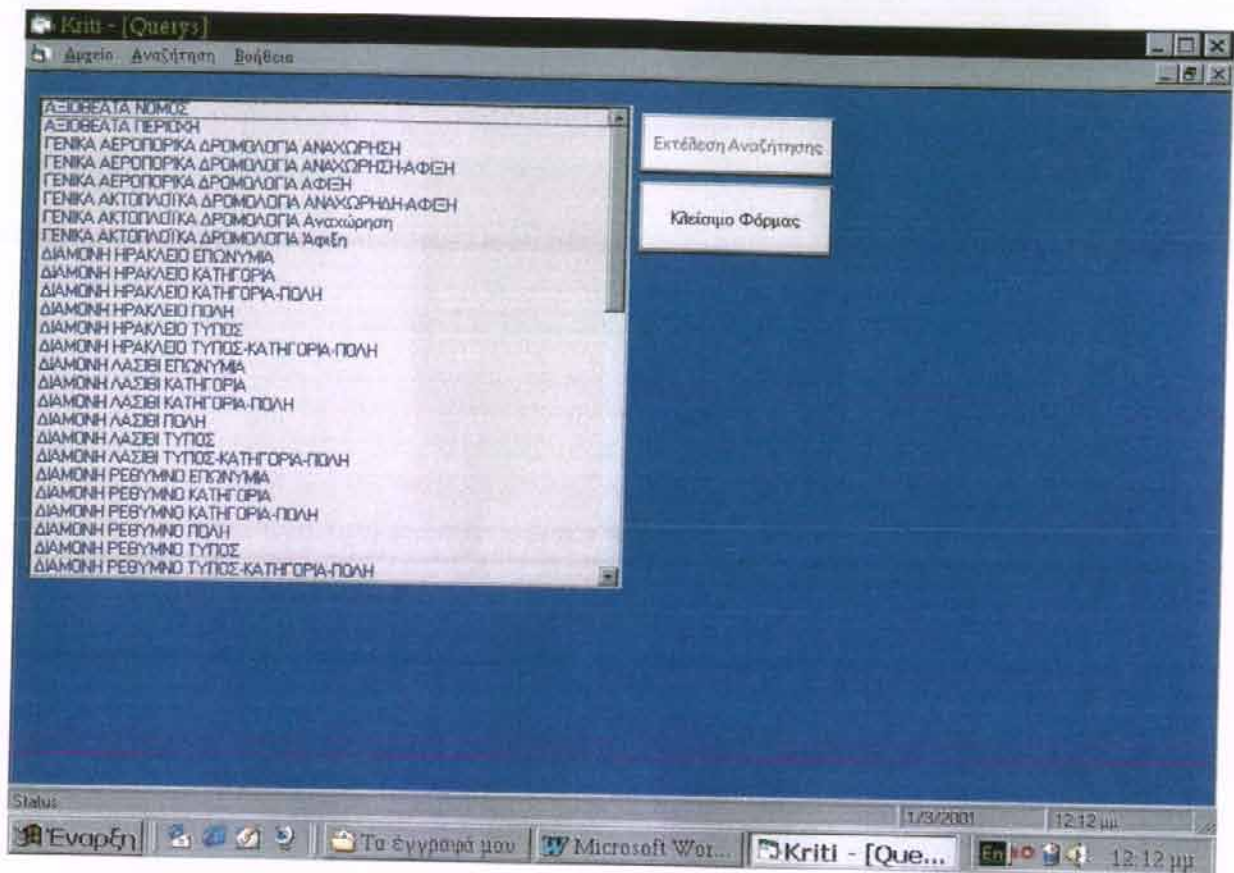 Kriti - [Querys]
Αρχείο Αναζήτηση Βοήθεια
ΑΞΙΟΘΕΑΤΑ ΝΟΜΟΣ
ΑΞΙΟΘΕΑΤΑ ΠΕΡΙΟΧΗ
ΓΕΝΙΚΑ ΑΕΡΟΠΟΡΙΚΑ ΔΡΟΜΟΛΟΓΙΑ ΑΝΑΧΩΡΗΣΗ
ΓΕΝΙΚΑ ΑΕΡΟΠΟΡΙΚΑ ΔΡΟΜΟΛΟΓΙΑ ΑΝΑΧΩΡΗΣΗ-ΑΦΙΞΗ
ΓΕΝΙΚΑ ΑΕΡΟΠΟΡΙΚΑ ΔΡΟΜΟΛΟΓΙΑ ΑΦΙΞΗ
ΓΕΝΙΚΑ ΑΚΤΟΠΛΟΪΚΑ ΔΡΟΜΟΛΟΓΙΑ ΑΝΑΧΩΡΗΔΗ-ΑΦΙΞΗ
ΓΕΝΙΚΑ ΑΚΤΟΠΛΟΪΚΑ ΔΡΟΜΟΛΟΓΙΑ Αναχώρηση
ΓΕΝΙΚΑ ΑΚΤΟΠΛΟΪΚΑ ΔΡΟΜΟΛΟΓΙΑ Άφιξη
ΔΙΑΜΟΝΗ ΗΡΑΚΛΕΙΟ ΕΠΩΝΥΜΙΑ
ΔΙΑΜΟΝΗ ΗΡΑΚΛΕΙΟ ΚΑΤΗΓΟΡΙΑ
ΔΙΑΜΟΝΗ ΗΡΑΚΛΕΙΟ ΚΑΤΗΓΟΡΙΑ-ΠΟΛΗ
ΔΙΑΜΟΝΗ ΗΡΑΚΛΕΙΟ ΠΟΛΗ
ΔΙΑΜΟΝΗ ΗΡΑΚΛΕΙΟ ΤΥΠΟΣ
ΔΙΑΜΟΝΗ ΗΡΑΚΛΕΙΟ ΤΥΠΟΣ-ΚΑΤΗΓΟΡΙΑ-ΠΟΛΗ
ΔΙΑΜΟΝΗ ΛΑΣΙΘΙ ΕΠΩΝΥΜΙΑ
ΔΙΑΜΟΝΗ ΛΑΣΙΘΙ ΚΑΤΗΓΟΡΙΑ
ΔΙΑΜΟΝΗ ΛΑΣΙΘΙ ΚΑΤΗΓΟΡΙΑ-ΠΟΛΗ
ΔΙΑΜΟΝΗ ΛΑΣΙΘΙ ΠΟΛΗ
ΔΙΑΜΟΝΗ ΛΑΣΙΘΙ ΤΥΠΟΣ
ΔΙΑΜΟΝΗ ΛΑΣΙΘΙ ΤΥΠΟΣ-ΚΑΤΗΓΟΡΙΑ-ΠΟΛΗ
ΔΙΑΜΟΝΗ ΡΕΘΥΜΝΟ ΕΠΩΝΥΜΙΑ
ΔΙΑΜΟΝΗ ΡΕΘΥΜΝΟ ΚΑΤΗΓΟΡΙΑ
ΔΙΑΜΟΝΗ ΡΕΘΥΜΝΟ ΚΑΤΗΓΟΡΙΑ-ΠΟΛΗ
ΔΙΑΜΟΝΗ ΡΕΘΥΜΝΟ ΠΟΛΗ
ΔΙΑΜΟΝΗ ΡΕΘΥΜΝΟ ΤΥΠΟΣ
ΔΙΑΜΟΝΗ ΡΕΘΥΜΝΟ ΤΥΠΟΣ-ΚΑΤΗΓΟΡΙΑ-ΠΟΛΗ
Εκτέλεση Αναζήτησης
Κλείσιμο Φόρμας
Status
1/3/2001 12:12 μμ
Έναρξη Τα έγγραφά μου Microsoft Wor... Kriti - [Que... En 12:12 μμ